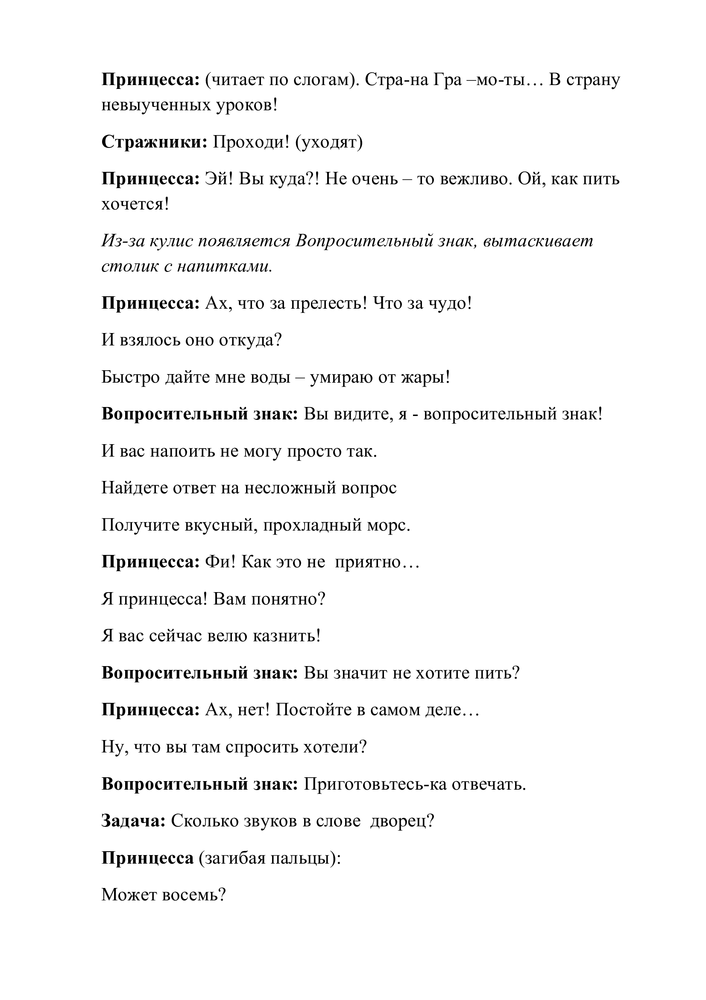 Принцесса: (читает по слогам). Стра-на Гра –мо-ты… В страну
невыученных уроков!
Стражники: Проходи! (уходят)
Принцесса: Эй! Вы куда?! Не очень – то вежливо. Ой, как пить
хочется!
Из-за кулис появляется Вопросительный знак, вытаскивает
столик с напитками.
Принцесса: Ах, что за прелесть! Что за чудо!
И взялось оно откуда?
Быстро дайте мне воды – умираю от жары!
Вопросительный знак: Вы видите, я - вопросительный знак!
И вас напоить не могу просто так.
Найдете ответ на несложный вопрос
Получите вкусный, прохладный морс.
Принцесса: Фи! Как это не  приятно…
Я принцесса! Вам понятно?
Я вас сейчас велю казнить!
Вопросительный знак: Вы значит не хотите пить?
Принцесса: Ах, нет! Постойте в самом деле…
Ну, что вы там спросить хотели?
Вопросительный знак: Приготовьтесь-ка отвечать.
Задача: Сколько звуков в слове  дворец?
Принцесса (загибая пальцы):
Может восемь?